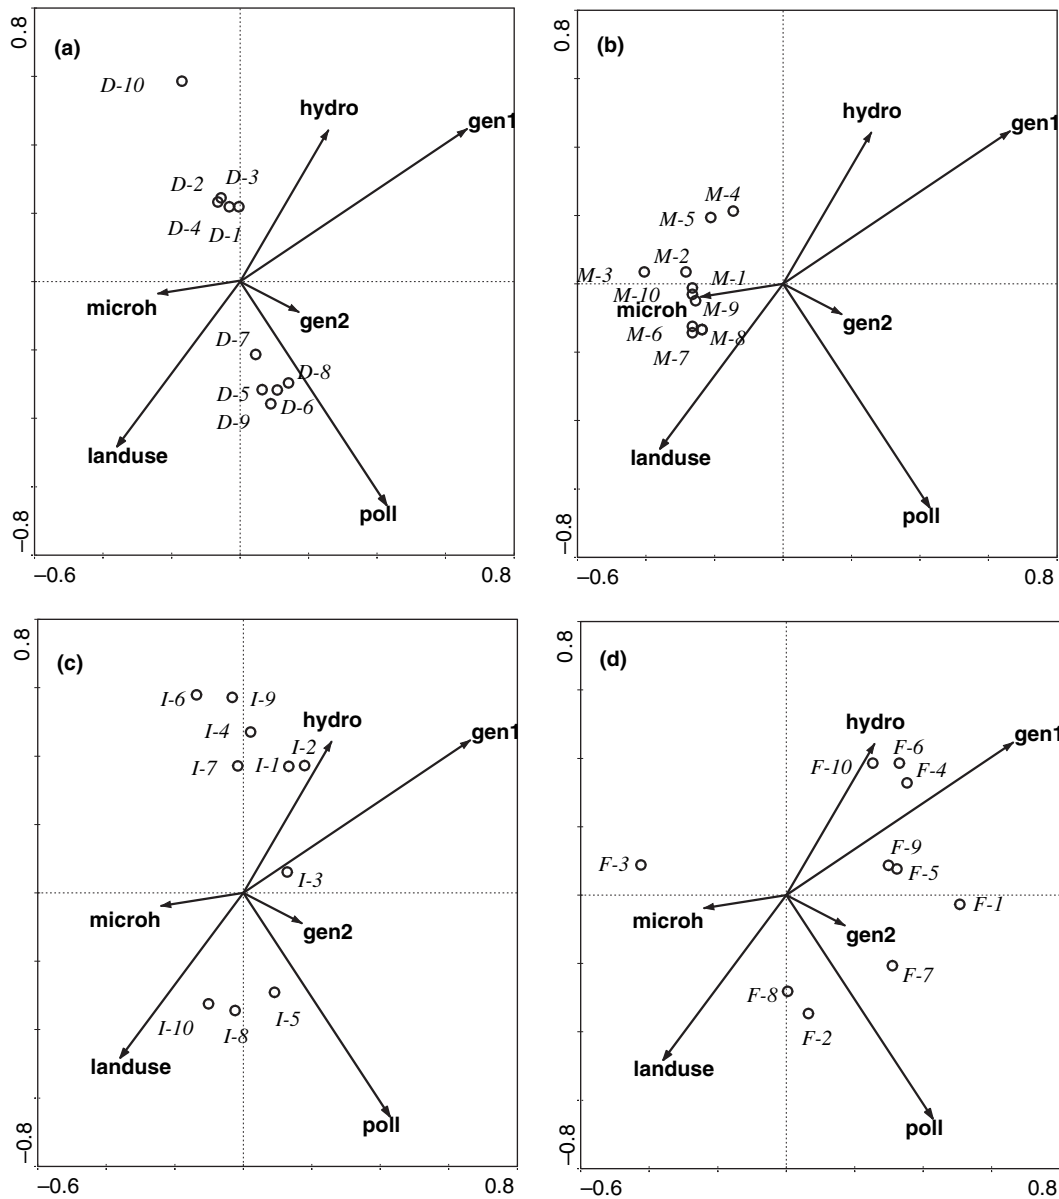 0.8
(a)
D-10
hydro
gen1
D-3
D-2
D-4
D-1
microh
gen2
D-7
D-8
D-5
D-6
D-9
landuse
poll
−0.8
−0.6
0.8
(b)
hydro
gen1
M-4
M-5
M-2
M-3
M-1
M-10
microh
M-9
gen2
M-6
M-8
M-7
landuse
poll
−0.8
−0.6
0.8
0.8
(c)
I-6
I-9
hydro
I-4
gen1
I-2
I-7
I-1
I-3
microh
gen2
I-10
I-8
I-5
landuse
poll
−0.8
−0.6
0.8
0.8
(d)
hydro
gen1
F-6
F-10
F-4
F-9
F-3
F-5
F-1
microh
gen2
F-7
F-8
F-2
landuse
poll
−0.8
−0.6
0.8